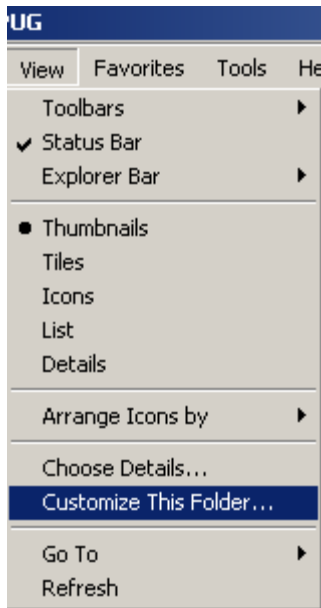 UG
View Favorites Tools He
Toolbars
Status Bar
Explorer Bar
Thumbnails
Tiles
Icons
List
Details
Arrange Icons by
Choose Details...
Customize This Folder...
Go To
Refresh